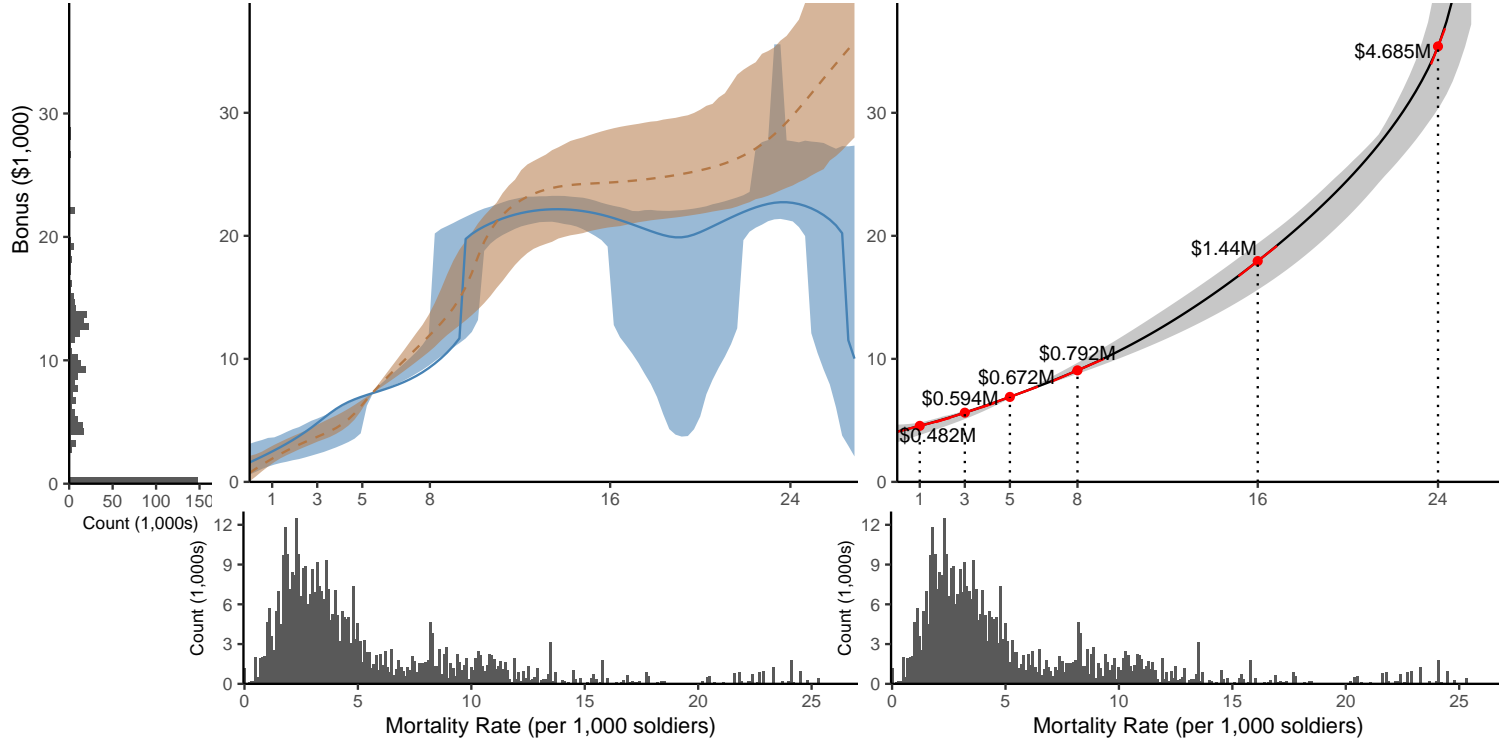 Bonus ($1,000)
30
20
10
0
0 50 100 150
Count (1,000s)
30
20
10
0
1 3 5 8 16 24
30
20
10
0
$4.685M
$1.44M
$0.792M
$0.672M
$0.594M
$0.482M
1 3 5 8 16 24
Count (1,000s)
12
9
6
3
0
0 5 10 15 20 25
Mortality Rate (per 1,000 soldiers)
Count (1,000s)
12
9
6
3
0
0 5 10 15 20 25
Mortality Rate (per 1,000 soldiers)